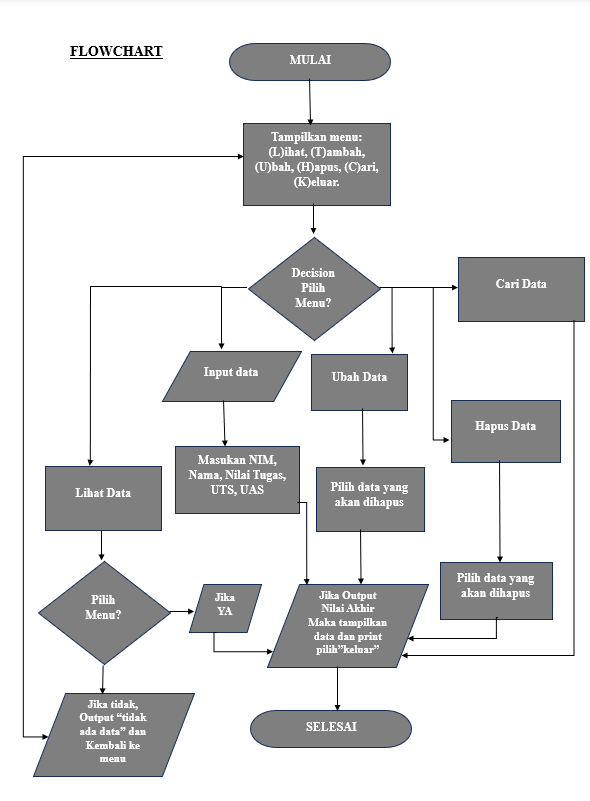 FLOWCHART
MULAI
Tampilkan menu:
(L)ihat, (T)ambah,
(U)bah, (H)apus, (C)ari,
(K)eluar.
Decision
Pilih
Menu?
Cari Data
Input data
Ubah Data
Hapus Data
Masukan NIM,
Nama, Nilai Tugas,
UTS, UAS
Lihat Data
Pilih data yang
akan dihapus
Pilih data yang
akan dihapus
Pilih
Menu?
Jika
YA
Jika Output
Nilai Akhir
Maka tampilkan
data dan print
pilih"keluar"
Jika tidak,
Output “tidak
ada data” dan
Kembali ke
menu
SELESAI